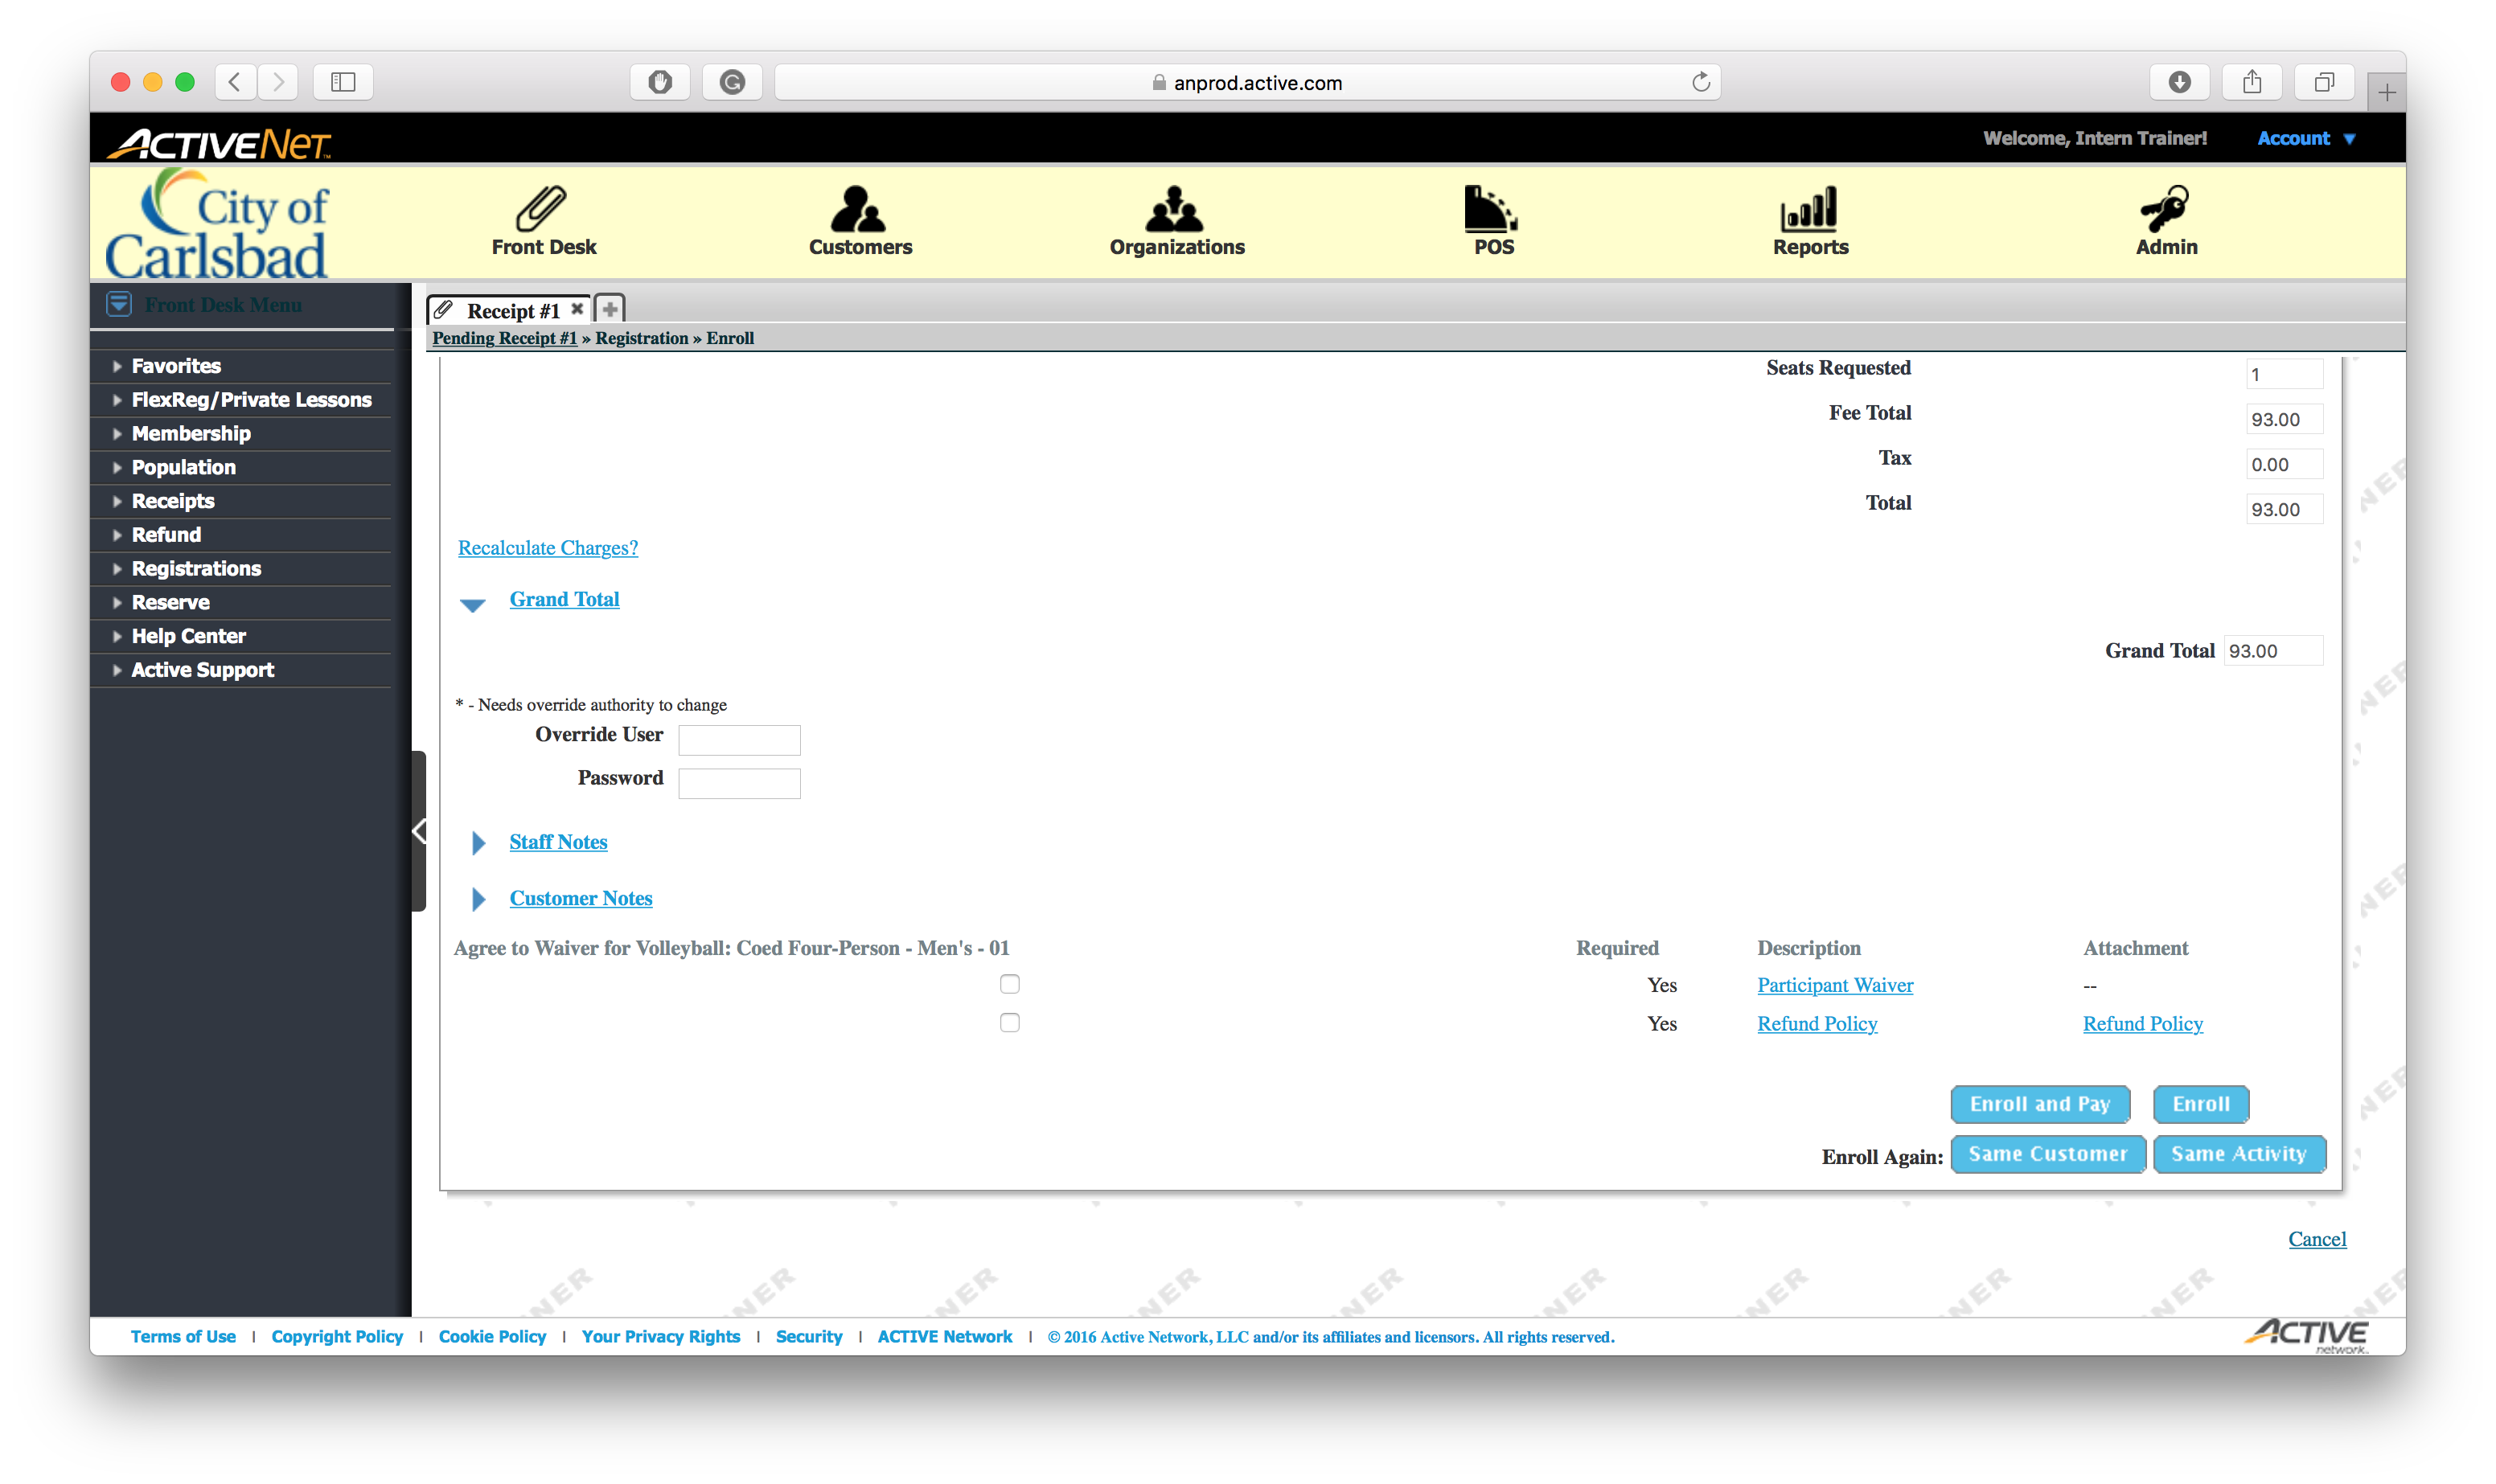 anprod.active.com
ACTIVENeT
Welcome, Intern Trainer! Account
City of
Carlsbad
Front Desk
Customers
Organizations
POS
Reports
Admin
Front Desk Menu
Favorites
FlexReg/Private Lessons
Membership
Population
Receipts
Refund
Registrations
Reserve
Help Center
Active Support
Receipt #1
Pending Receipt #1 » Registration » Enroll
Seats Requested 1
Fee Total 93.00
Tax 0.00
Total 93.00
Recalculate Charges?
Grand Total
Grand Total 93.00
* - Needs override authority to change
Override User
Password
Staff Notes
Customer Notes
Agree to Waiver for Volleyball: Coed Four-Person - Men's - 01 Required Description Attachment
Yes Participant Waiver --
Yes Refund Policy Refund Policy
Enroll and Pay Enroll
Enroll Again: Same Customer Same Activity
Cancel
Terms of Use | Copyright Policy | Cookie Policy | Your Privacy Rights | Security | ACTIVE Network | © 2016 Active Network, LLC and/or its affiliates and licensors. All rights reserved.
ACTIVE
network